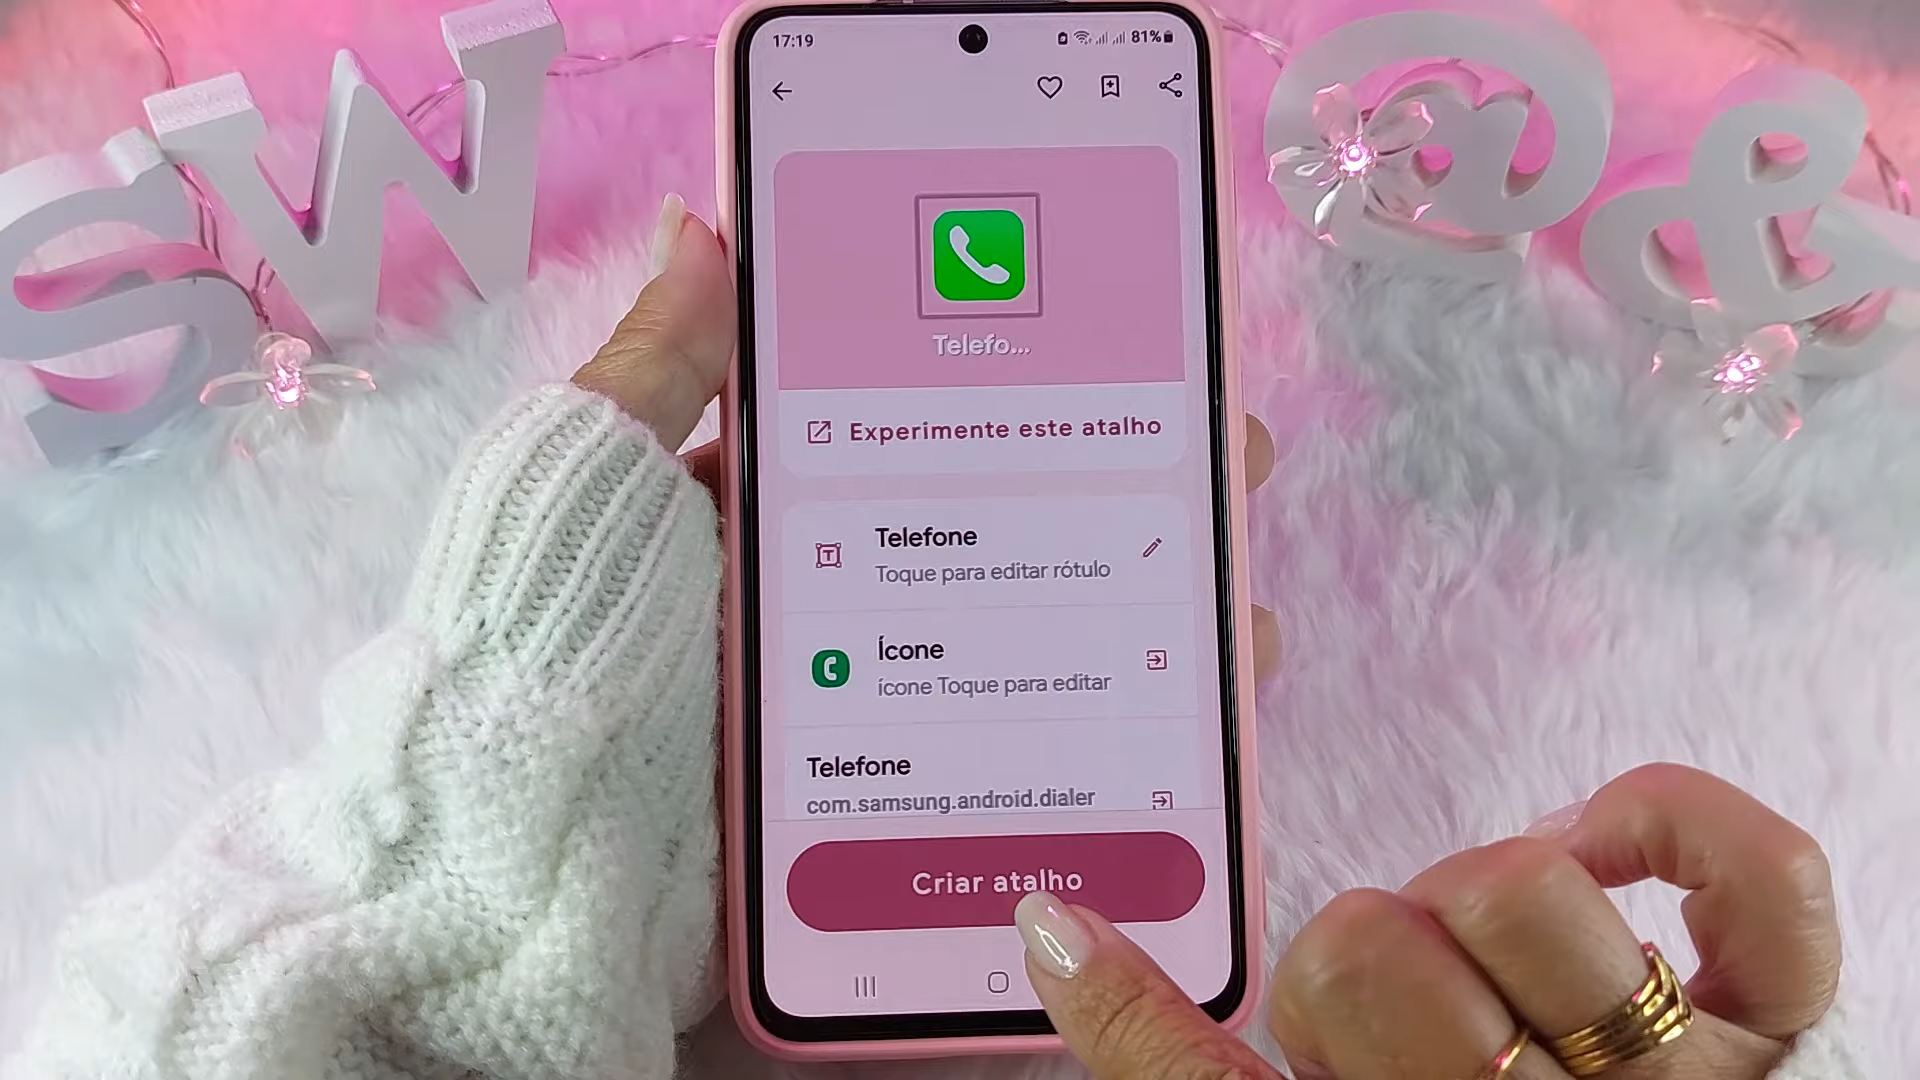 SW
@&
17:19
81%
Telefo...
Experimente este atalho
T
Telefone
Toque para editar rótulo
Ícone
ícone Toque para editar
Telefone
com.samsung.android.dialer
Criar atalho